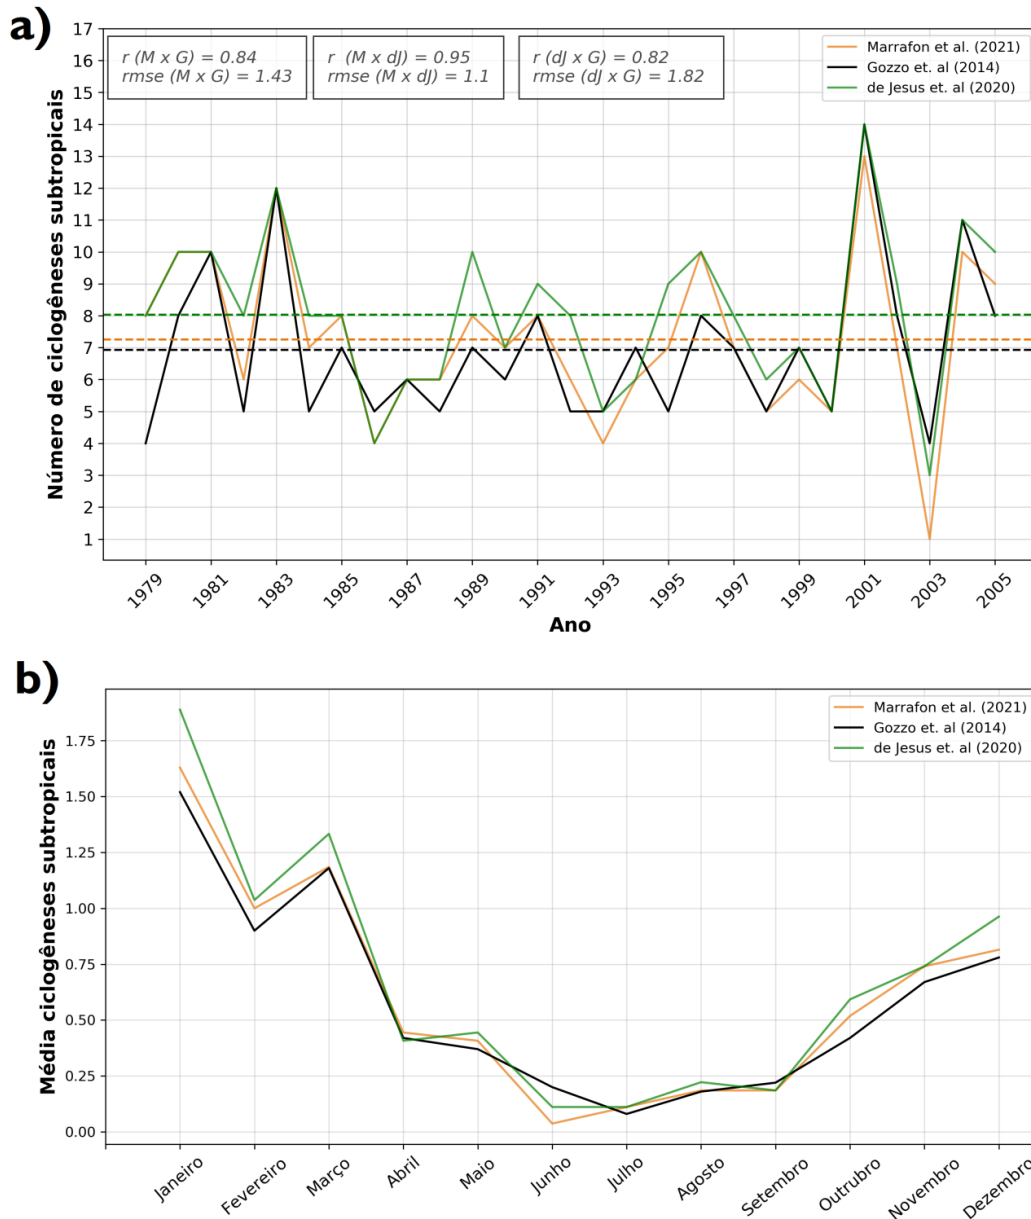 a)
r (M x G) = 0.84
rmse (M x G) = 1.43
r (M x dJ) = 0.95
rmse (M x dJ) = 1.1
r (dJ x G) = 0.82
rmse (dJ x G) = 1.82
Marrafon et al. (2021)
Gozzo et. al (2014)
de Jesus et. al (2020)
Número de ciclogêneses subtropicais
17
16
15
14
13
12
11
10
9
8
7
6
5
4
3
2
1
1979
1981
1983
1985
1987
1989
1991
1993
1995
1997
1999
2001
2003
2005
Ano
b)
Marrafon et al. (2021)
Gozzo et. al (2014)
de Jesus et. al (2020)
Média ciclogêneses subtropicais
1.75
1.50
1.25
1.00
0.75
0.50
0.25
0.00
Janeiro
Fevereiro
Março
Abril
Maio
Junho
Julho
Agosto
Setembro
Outrubro
Novembro
Dezembro